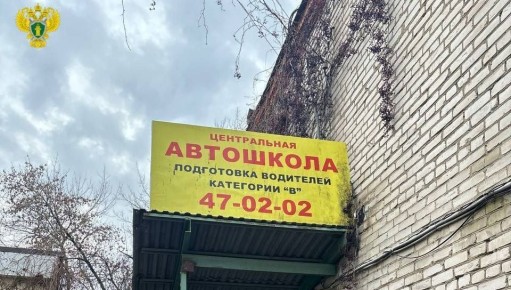 ЦЕНТРАЛЬНАЯ
АВТОШКОЛА
ПОДГОТОВКА ВОДИТЕЛЕЙ
КАТЕГОРИИ "В"
47-02-02